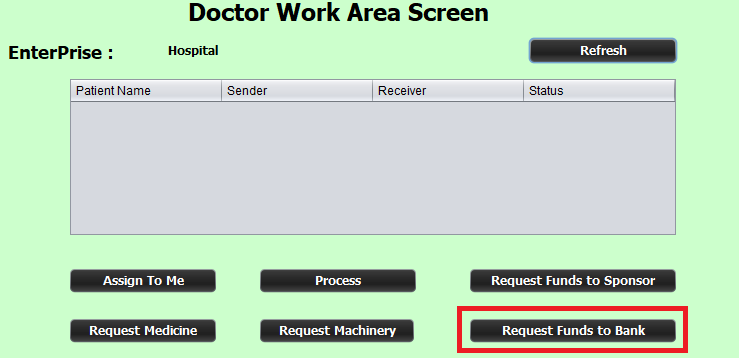 Doctor Work Area Screen
EnterPrise : Hospital Refresh
Patient Name Sender Receiver Status
Assign To Me Process Request Funds to Sponsor
Request Medicine Request Machinery Request Funds to Bank